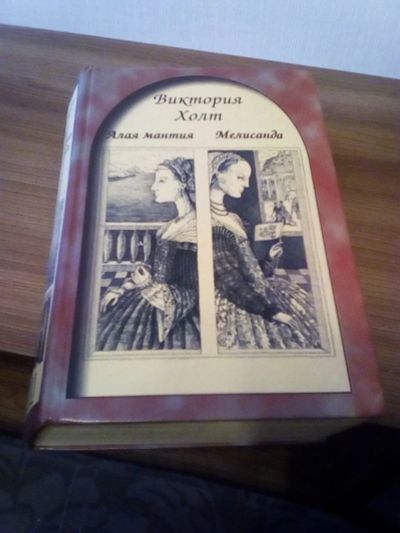 Виктория
Холт
Алая мантия Мелисанда